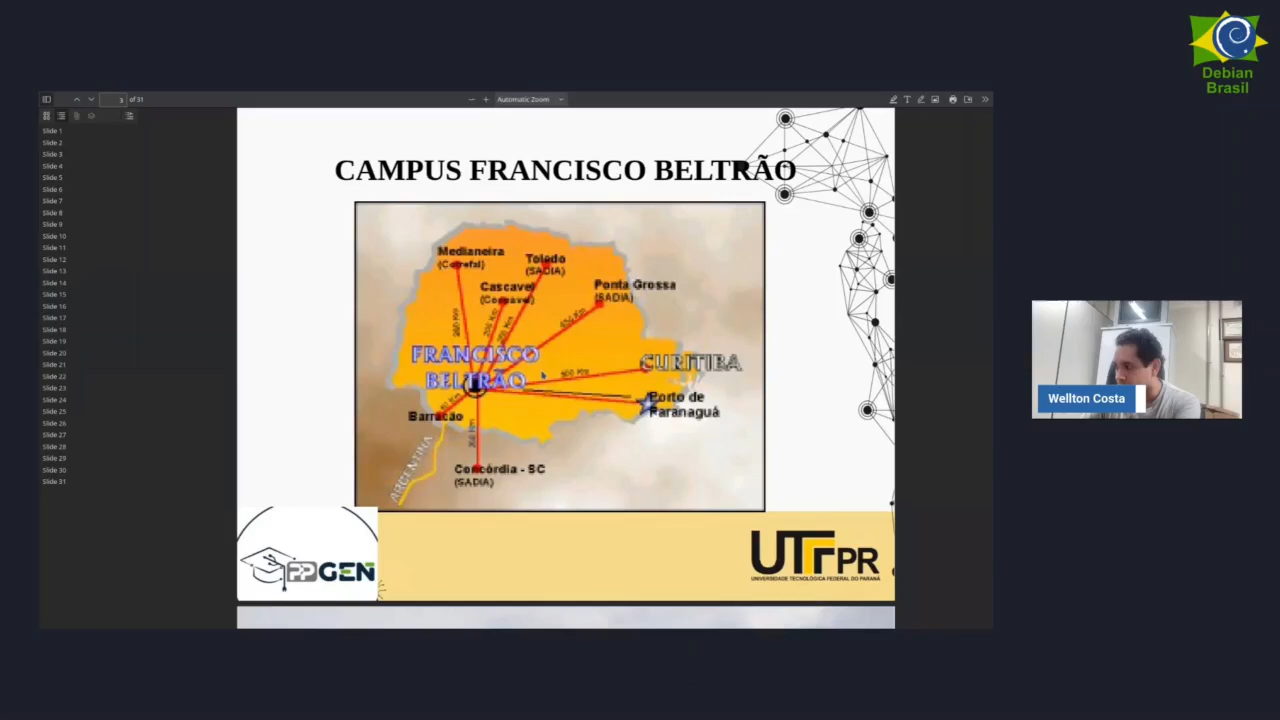 Debian
Brasil
3 of 31
Automatic Zoom
Slide 1
Slide 2
Slide 3
Slide 4
Slide 5
Slide 6
Slide 7
Slide 8
Slide 9
Slide 10
Slide 11
Slide 12
Slide 13
Slide 14
Slide 15
Slide 16
Slide 17
Slide 18
Slide 19
Slide 20
Slide 21
Slide 22
Slide 23
Slide 24
Slide 25
Slide 26
Slide 27
Slide 28
Slide 29
Slide 30
Slide 31
CAMPUS FRANCISCO BELTRÃO
Medianeira
Toledo
(SADIA)
Cascavel
Ponta Grossa
(SADIA)
FRANCISCO
BELTRÃO
CURITIBA
500 Km
Porto de
Paranaguá
Barracão
ARGENTINA
Concórdia - SC
(SADIA)
PPGEN
UTFPR
UNIVERSIDADE TECNOLÓGICA FEDERAL DO PARANÁ
Wellton Costa